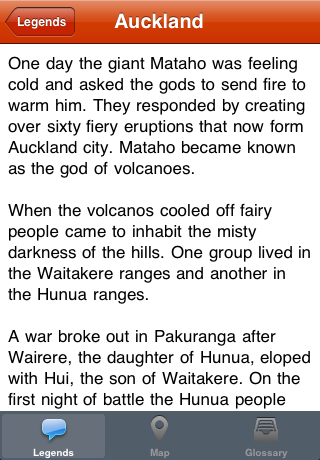 Legends
Auckland
One day the giant Mataho was feeling
cold and asked the gods to send fire to
warm him. They responded by creating
over sixty fiery eruptions that now form
Auckland city. Mataho became known
as the god of volcanoes.
When the volcanos cooled off fairy
people came to inhabit the misty
darkness of the hills. One group lived in
the Waitakere ranges and another in
the Hunua ranges.
A war broke out in Pakuranga after
Wairere, the daughter of Hunua, eloped
with Hui, the son of Waitakere. On the
first night of battle the Hunua people
Legends
Map
Glossary